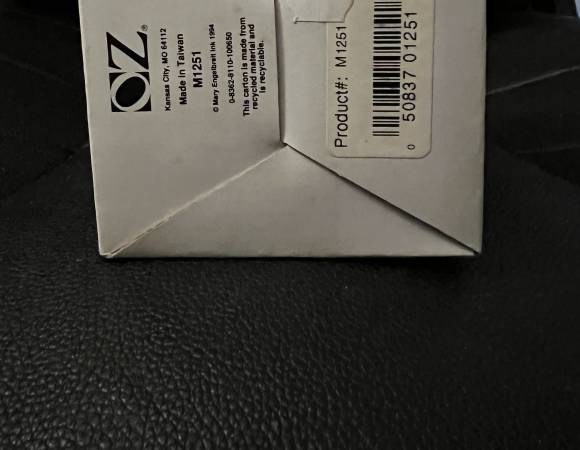 OZ®
Kansas City, MO 64112
Made in Taiwan
M1251
© Mary Engelbreit Ink 1994
0-8362-8110-100650
This carton is made from
recycled material and
is recyclable.
Product#: M1251
0 50837 01251